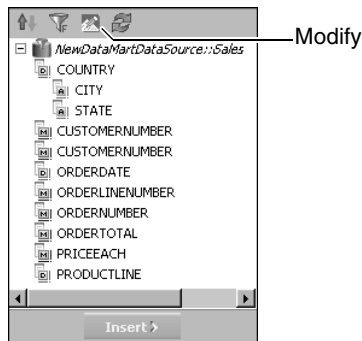 Modify
NewDataMartDataSource::Sales
D COUNTRY
A CITY
A STATE
M CUSTOMERNUMBER
M CUSTOMERNUMBER
D ORDERDATE
M ORDERLINENUMBER
M ORDERNUMBER
M ORDERTOTAL
M PRICEEACH
D PRODUCTLINE
Insert >